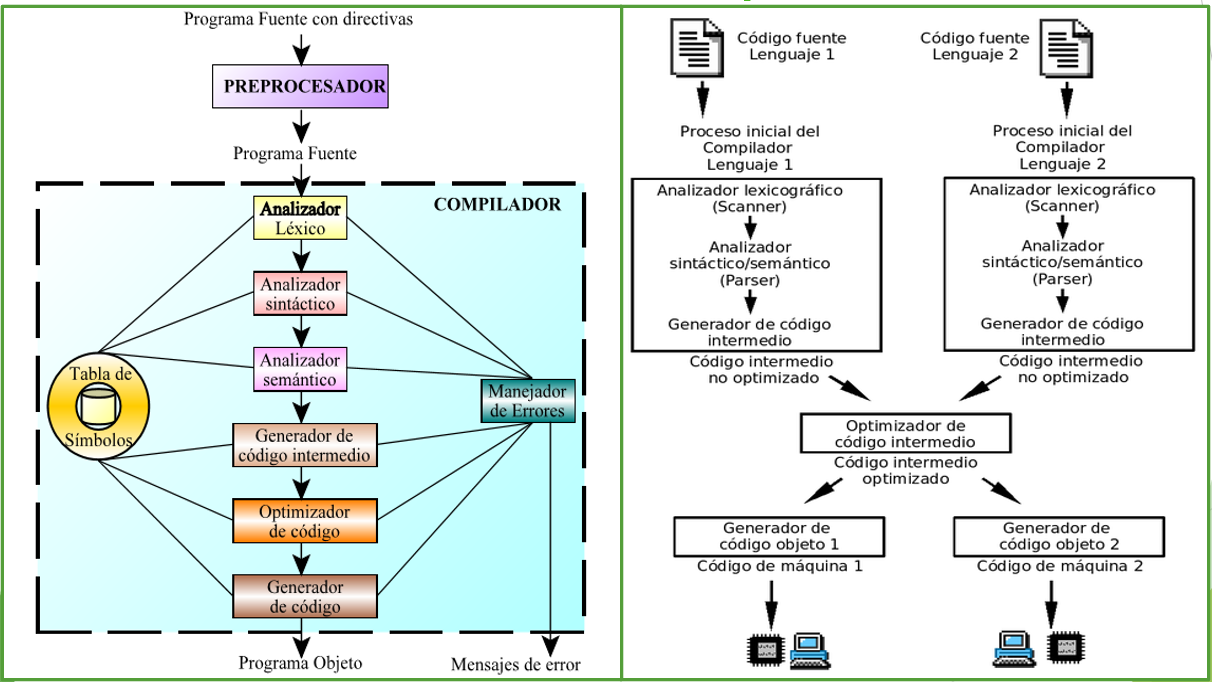 Programa Fuente con directivas
PREPROCESADOR
Programa Fuente
COMPILADOR
Analizador
Léxico
Analizador
sintáctico
Analizador
semántico
Tabla de
Símbolos
Manejador
de Errores
Generador de
código intermedio
Optimizador
de código
Generador
de código
Programa Objeto
Mensajes de error
Código fuente
Lenguaje 1
Código fuente
Lenguaje 2
Proceso inicial del
Compilador
Lenguaje 1
Proceso inicial del
Compilador
Lenguaje 2
Analizador lexicográfico
(Scanner)
Analizador
sintáctico/semántico
(Parser)
Generador de código
intermedio
Analizador lexicográfico
(Scanner)
Analizador
sintáctico/semántico
(Parser)
Generador de código
intermedio
Código intermedio
no optimizado
Código intermedio
no optimizado
Optimizador de
código intermedio
Código intermedio
optimizado
Generador de
código objeto 1
Generador de
código objeto 2
Código de máquina 1
Código de máquina 2